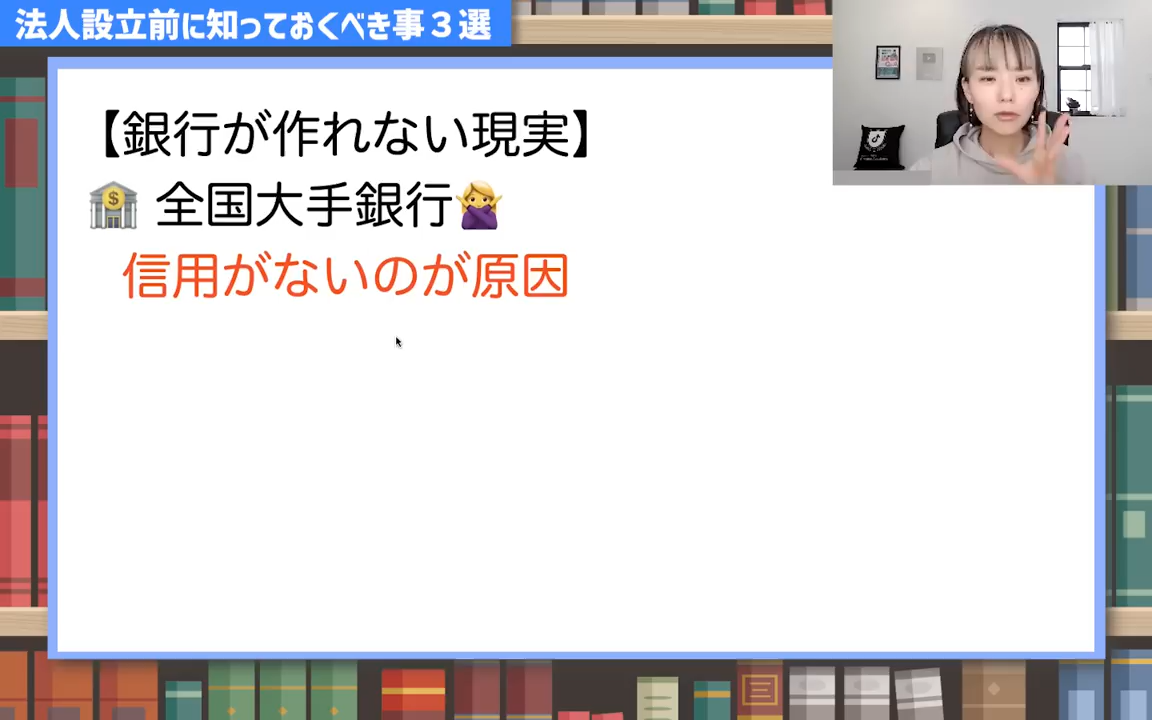 法人設立前に知っておくべき事3選
【銀行が作れない現実】
全国大手銀行
信用がないのが原因